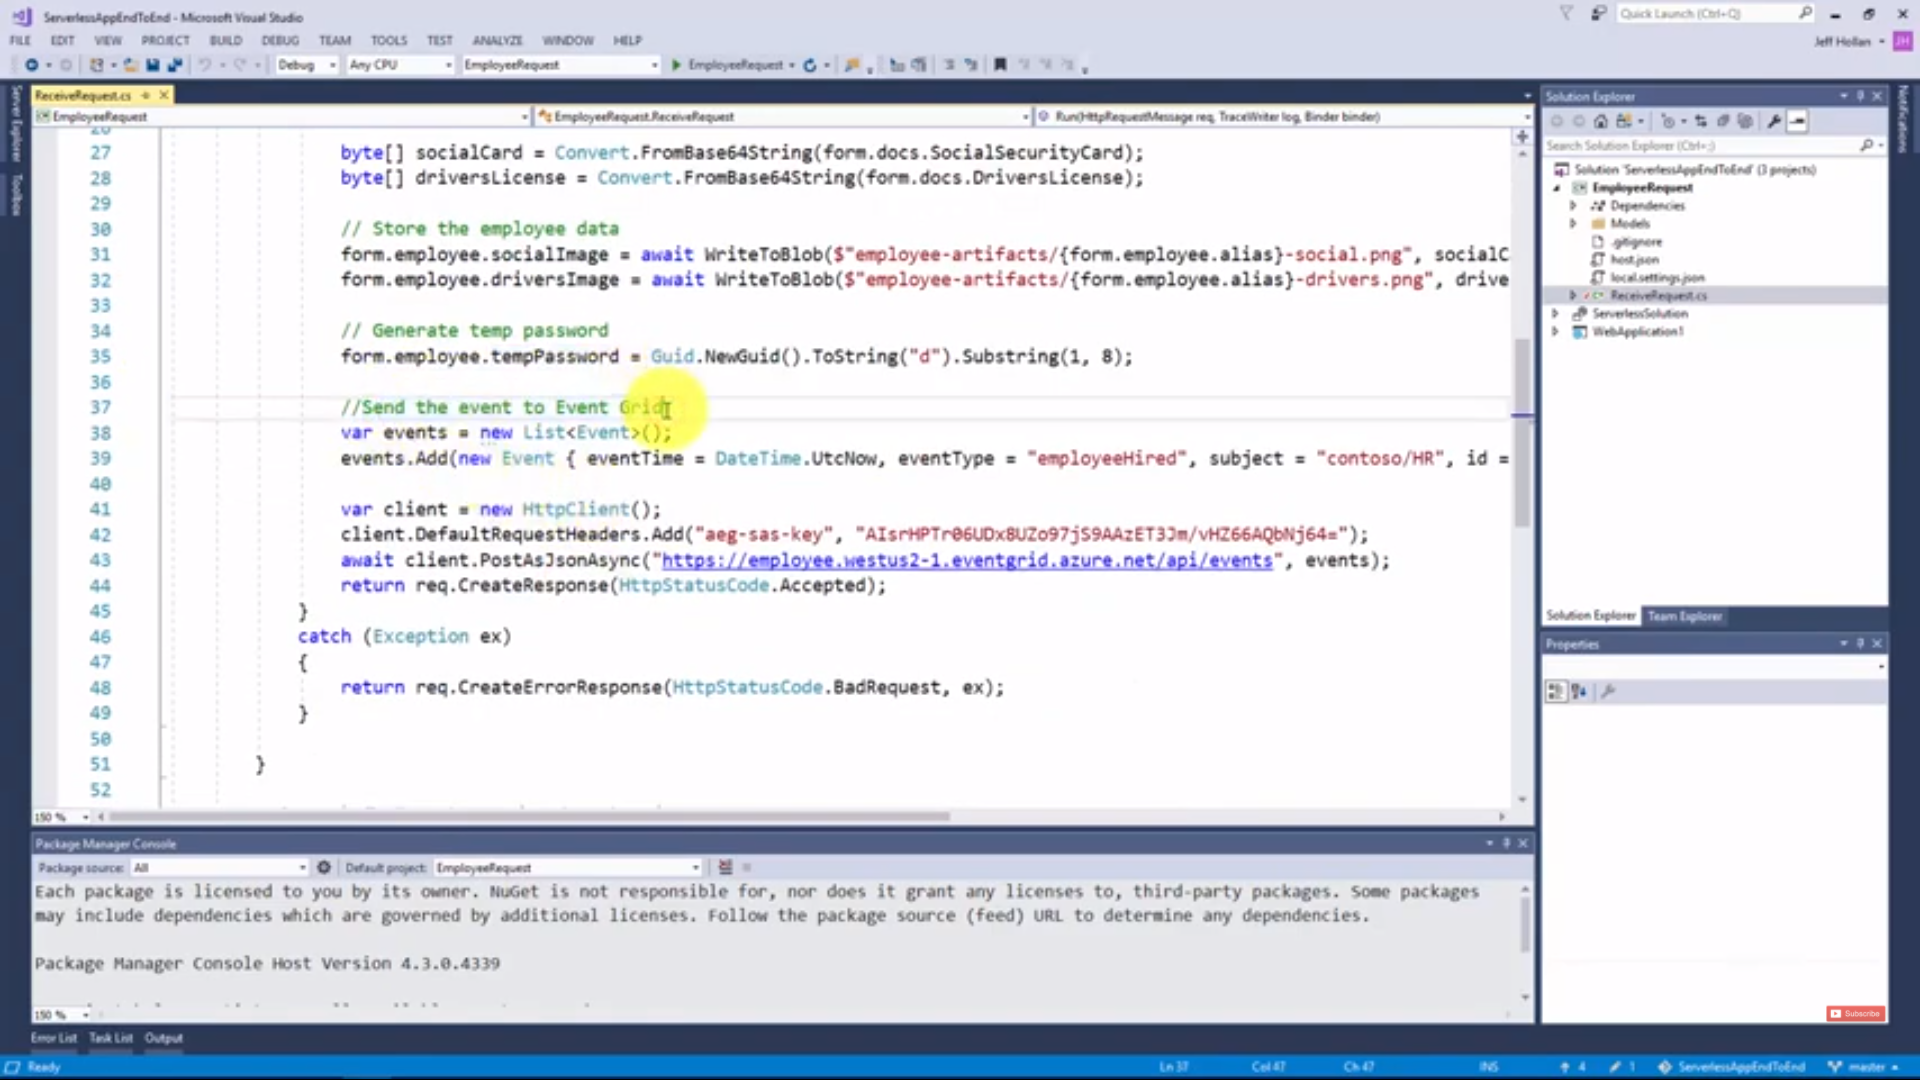 ServerlessAppEndToEnd - Microsoft Visual Studio
Quick Launch (Ctrl+Q)
FILE EDIT VIEW PROJECT BUILD DEBUG TEAM TOOLS TEST ANALYZE WINDOW HELP
Jeff Hollan JH
Debug Any CPU EmployeeRequest EmployeeRequest
Server Explorer
Toolbox
ReceiveRequest.cs
EmployeeRequest EmployeeRequest.ReceiveRequest Run(HttpRequestMessage req, TraceWriter log, Binder binder)
26
27 byte[] socialCard = Convert.FromBase64String(form.docs.SocialSecurityCard);
28 byte[] driversLicense = Convert.FromBase64String(form.docs.DriversLicense);
29
30 // Store the employee data
31 form.employee.socialImage = await WriteToBlob($"employee-artifacts/{form.employee.alias}-social.png", socialC
32 form.employee.driversImage = await WriteToBlob($"employee-artifacts/{form.employee.alias}-drivers.png", drive
33
34 // Generate temp password
35 form.employee.tempPassword = Guid.NewGuid().ToString("d").Substring(1, 8);
36
37 //Send the event to Event Grid
38 var events = new List<Event>();
39 events.Add(new Event { eventTime = DateTime.UtcNow, eventType = "employeeHired", subject = "contoso/HR", id =
40
41 var client = new HttpClient();
42 client.DefaultRequestHeaders.Add("aeg-sas-key", "AIsrHPTr06UDx8UZo97jS9AAzET3Jm/vHZ66AQbNj64=");
43 await client.PostAsJsonAsync("https://employee.westus2-1.eventgrid.azure.net/api/events", events);
44 return req.CreateResponse(HttpStatusCode.Accepted);
45 }
46 catch (Exception ex)
47 {
48 return req.CreateErrorResponse(HttpStatusCode.BadRequest, ex);
49 }
50
51 }
52
150 %
Package Manager Console
Package source: All Default project: EmployeeRequest
Each package is licensed to you by its owner. NuGet is not responsible for, nor does it grant any licenses to, third-party packages. Some packages
may include dependencies which are governed by additional licenses. Follow the package source (feed) URL to determine any dependencies.
Package Manager Console Host Version 4.3.0.4339
150 %
Error List Task List Output
Solution Explorer
Search Solution Explorer (Ctrl+;)
Solution 'ServerlessAppEndToEnd' (3 projects)
EmployeeRequest
Dependencies
Models
.gitignore
host.json
local.settings.json
ReceiveRequest.cs
ServerlessSolution
WebApplication1
Solution Explorer Team Explorer
Properties
Notifications
Subscribe
Ready Ln 37 Col 47 Ch 47 INS 4 1 ServerlessAppEndToEnd master